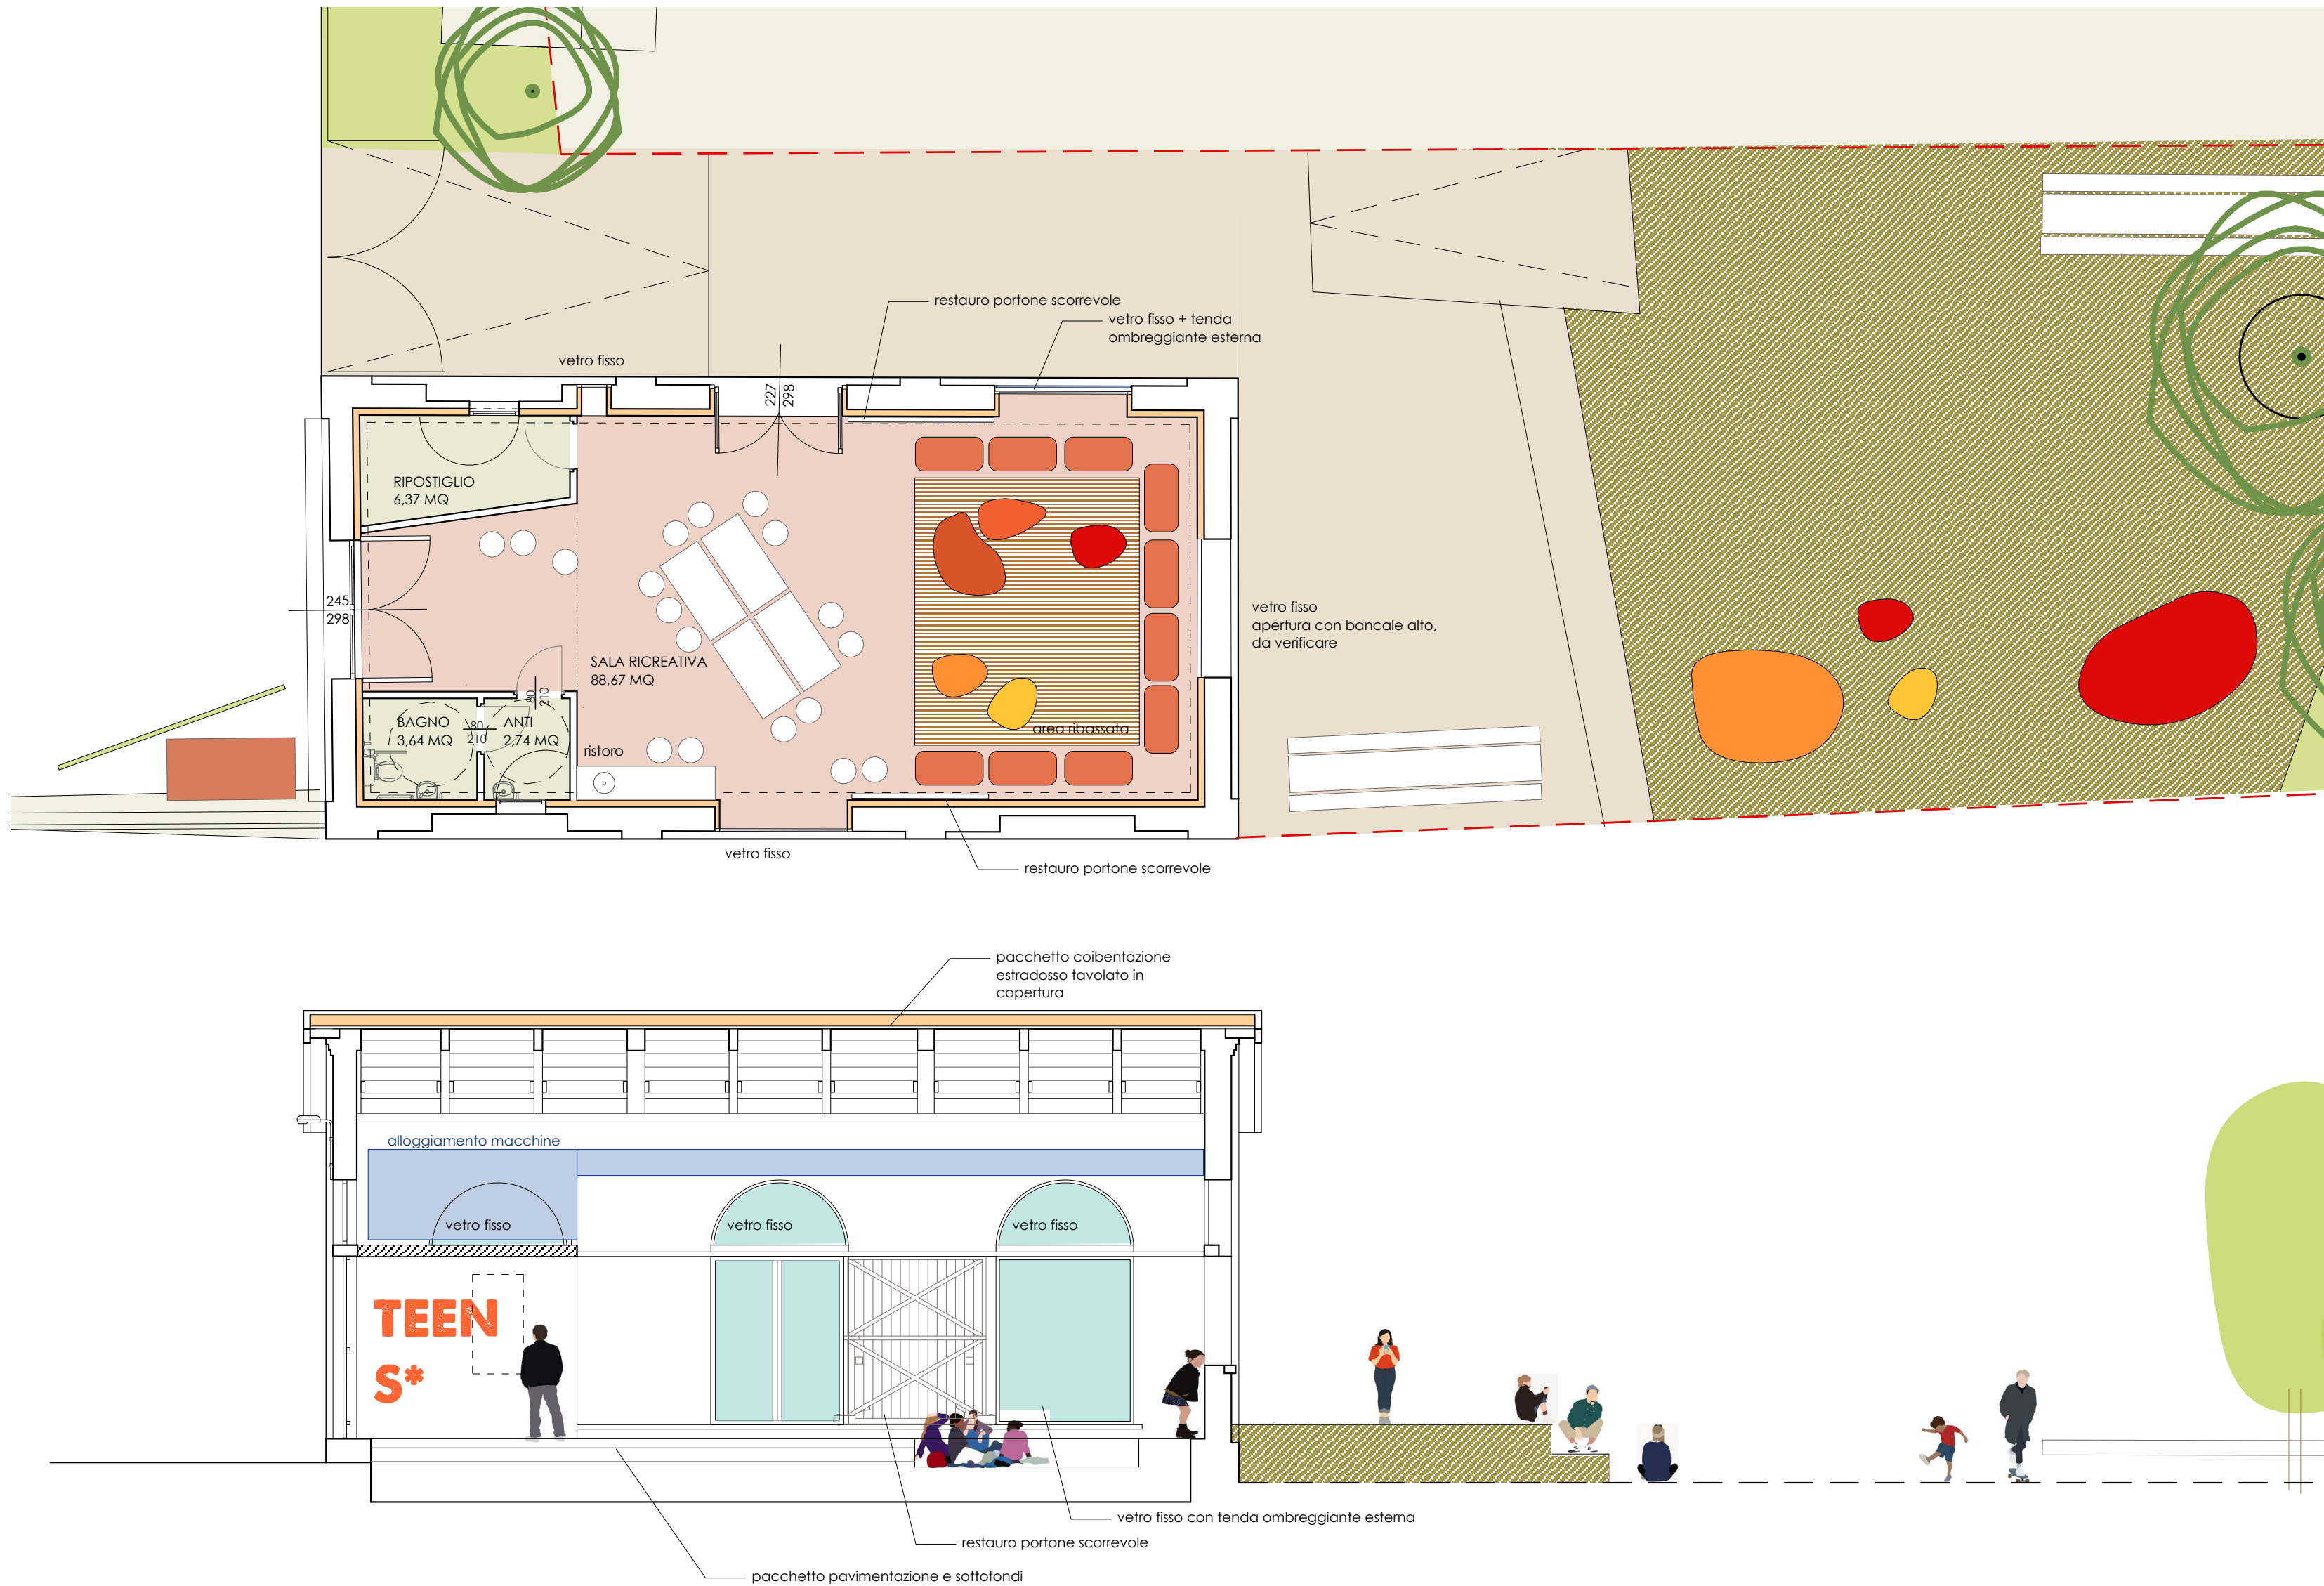 restauro portone scorrevole
vetro fisso + tenda
ombreggiante esterna
vetro fisso
227
298
RIPOSTIGLIO
6,37 MQ
245
298
vetro fisso
apertura con bancale alto,
da verificare
SALA RICREATIVA
88,67 MQ
80
210
BAGNO
3,64 MQ
80
210
ANTI
2,74 MQ
area ribassata
ristoro
vetro fisso
restauro portone scorrevole
pacchetto coibentazione
estradosso tavolato in
copertura
alloggiamento macchine
vetro fisso
vetro fisso
vetro fisso
TEEN
S*
vetro fisso con tenda ombreggiante esterna
restauro portone scorrevole
pacchetto pavimentazione e sottofondi